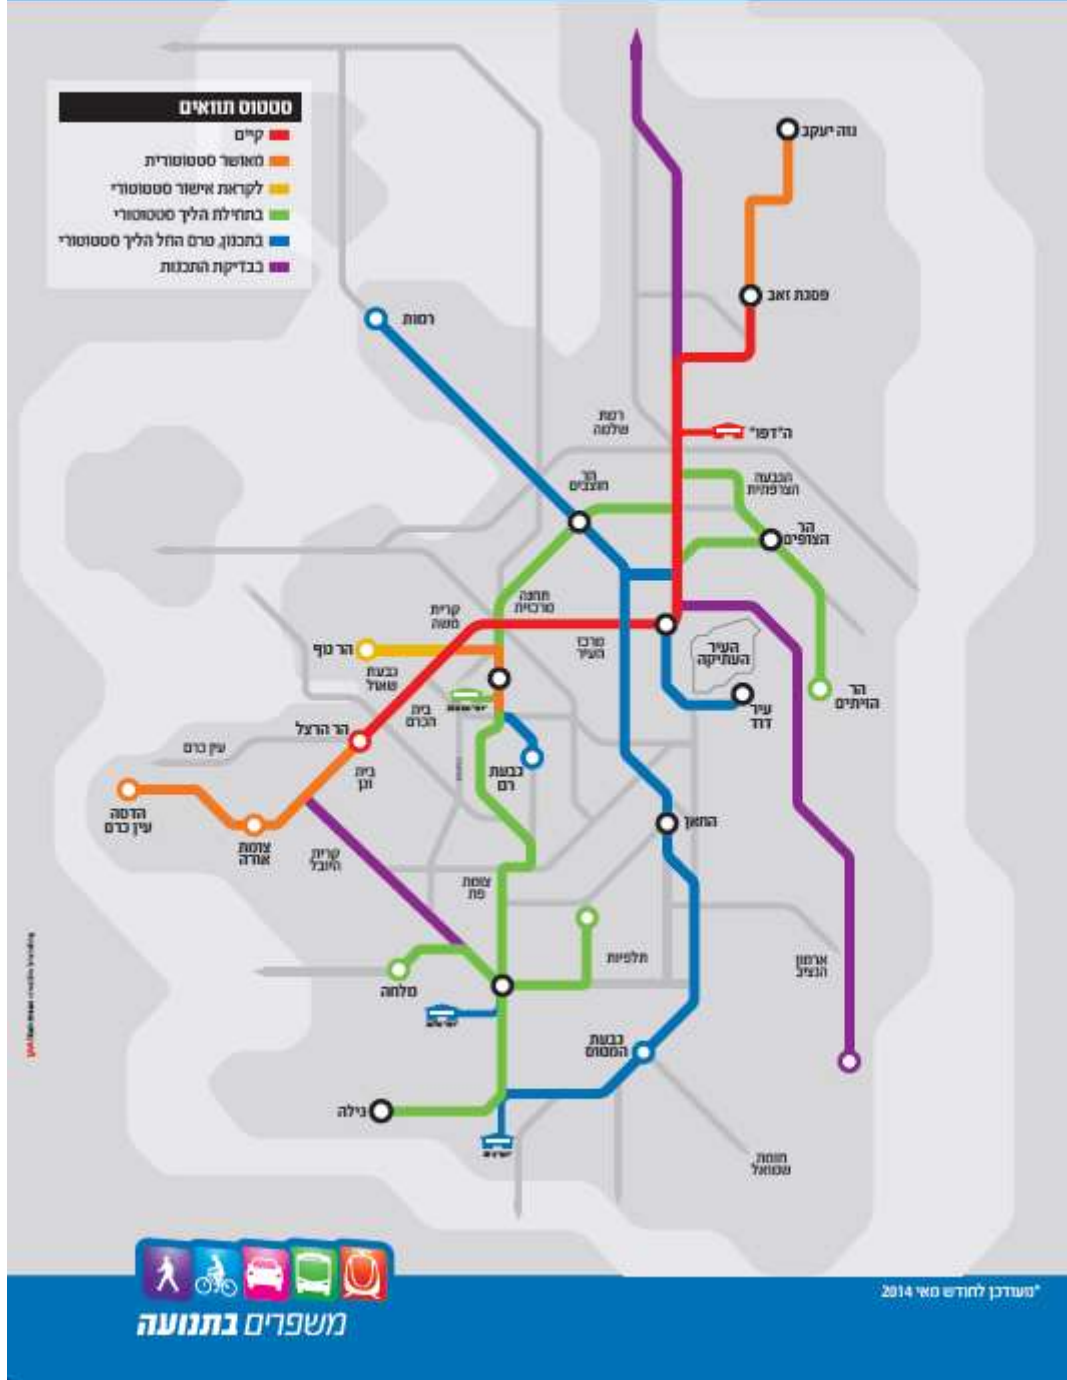 סטטוס תוואים
קיים
מאושר סטטוטורית
לקראת אישור סטטוטורי
בתחילת הליך סטטוטורי
בתכנון, טרם החל הליך סטטוטורי
בבדיקת התכנות
נווה יעקב
פסגת זאב
רמות
רמת
שלמה
ה"דפו"
הר
חוצבים
הגבעה
הצרפתית
הר
הצופים
תחנה
מרכזית
קרית
משה
מרכז
העיר
העיר
העתיקה
הר נוף
גבעת
שאול
בית
הכרם
הר
הזיתים
עיר
דוד
הר הרצל
עין כרם
בית
וגן
גבעת
רם
הדסה
עין כרם
צומת
אורה
קרית
היובל
החאן
צומת
פת
תלפיות
ארמון
הנציב
מלחה
גבעת
המטוס
גילה
חומת
שמואל
משפרים בתנועה
*מעודכן לחודש מאי 2014